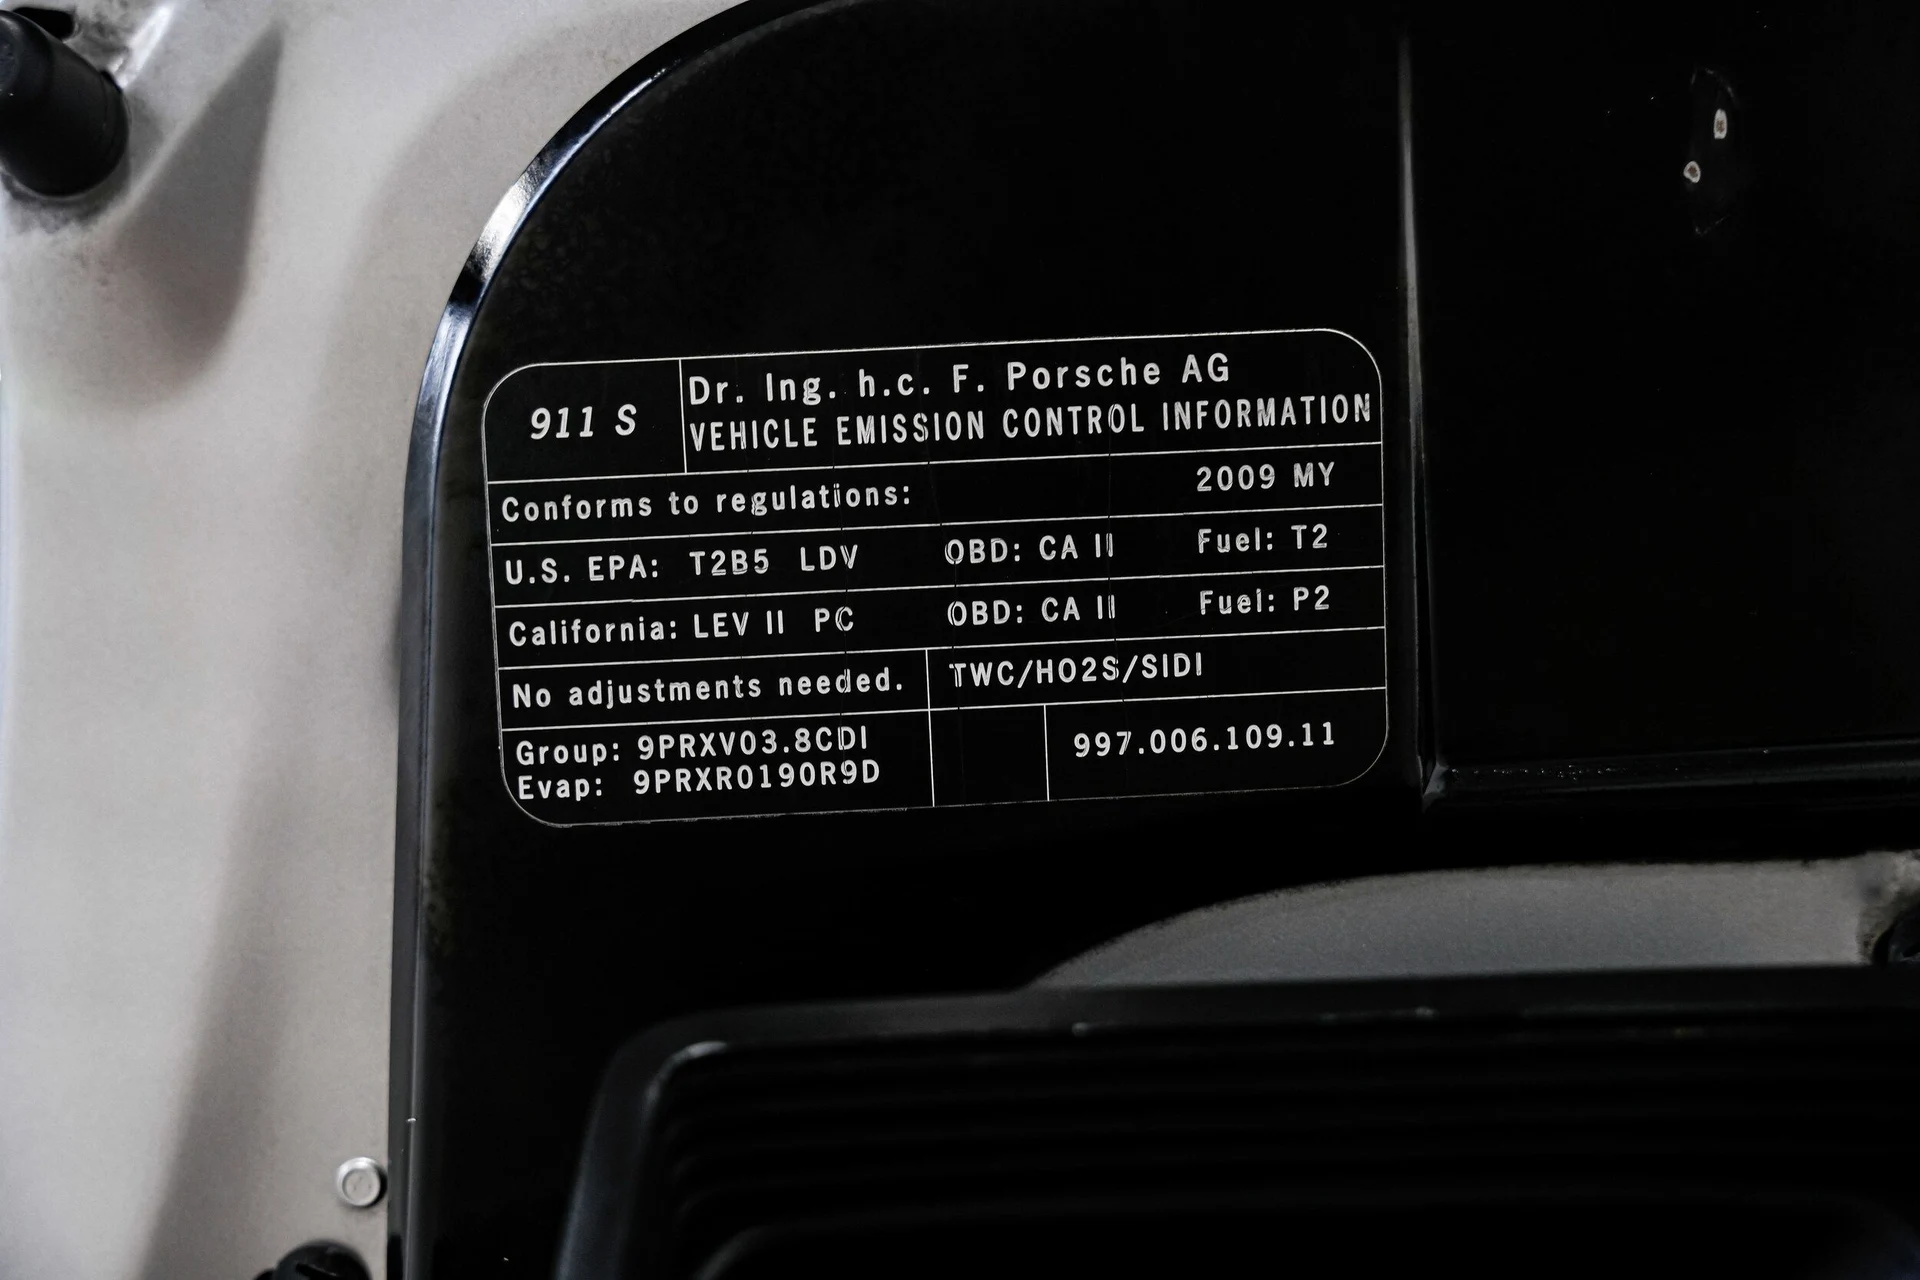 911 S
Dr. Ing. h.c. F. Porsche AG
VEHICLE EMISSION CONTROL INFORMATION
Conforms to regulations: 2009 MY
U.S. EPA: T2B5 LDV OBD: CA II Fuel: T2
California: LEV II PC OBD: CA II Fuel: P2
No adjustments needed. TWC/HO2S/SIDI
Group: 9PRXV03.8CDI
Evap: 9PRXR0190R9D
997.006.109.11